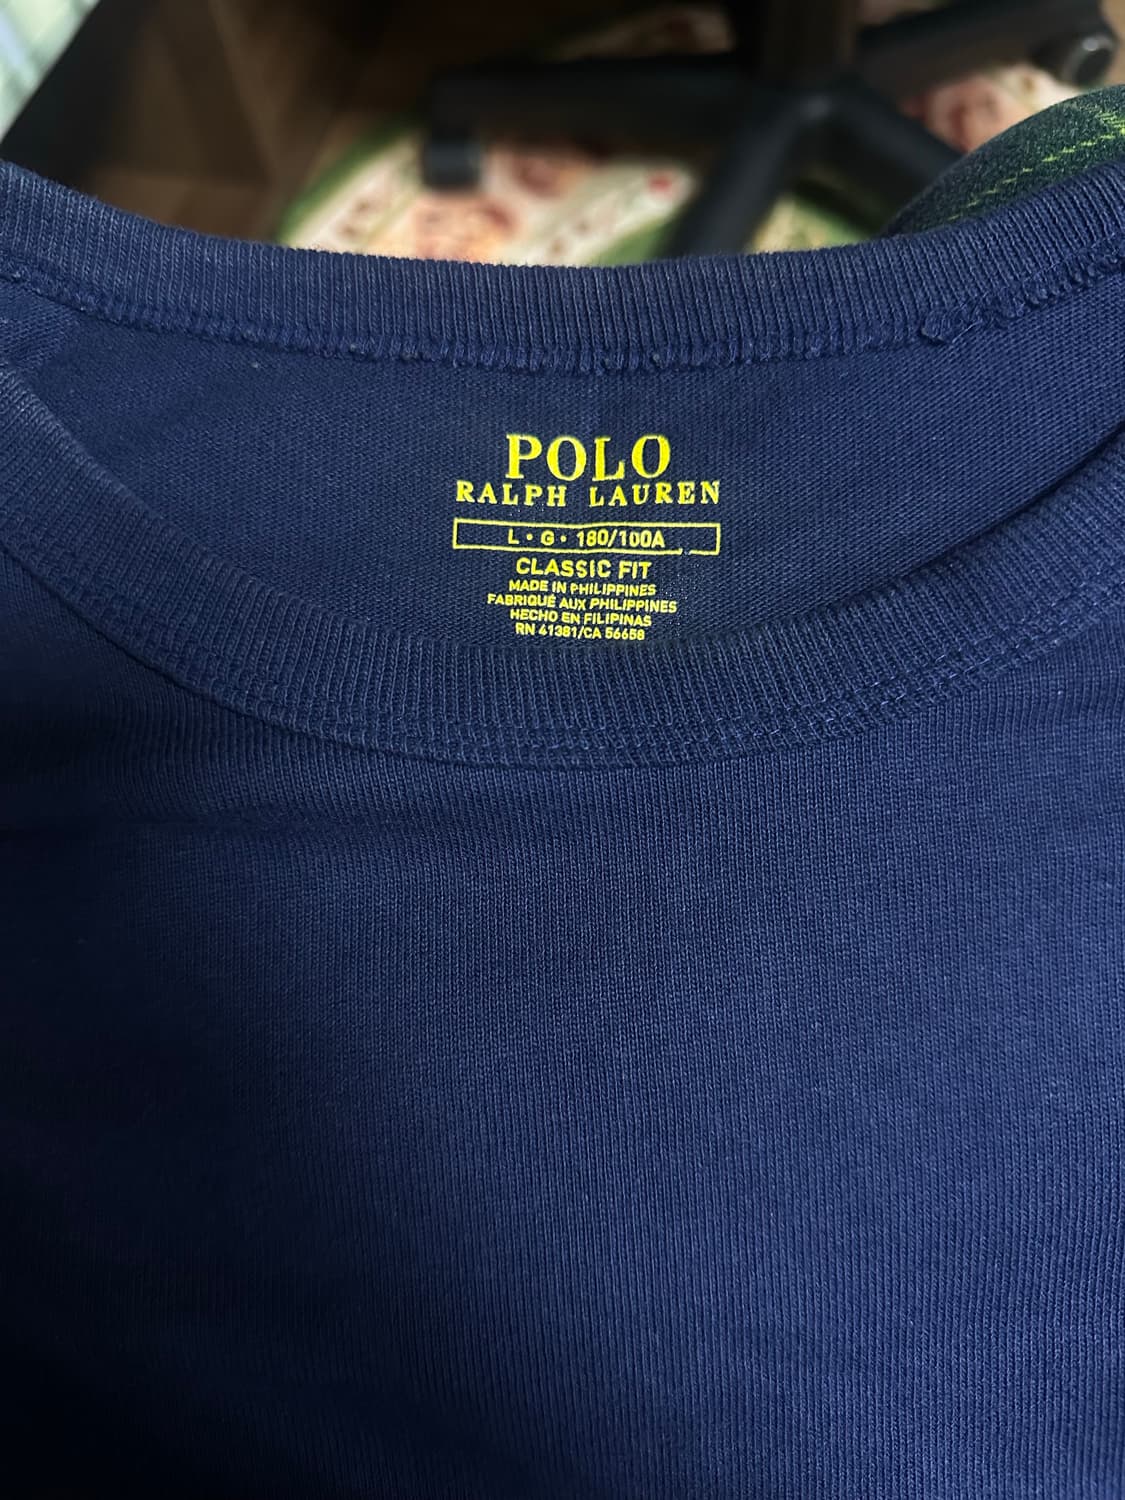 POLO
RALPH LAUREN
L • G • 180/100A
CLASSIC FIT
MADE IN PHILIPPINES
FABRIQUÉ AUX PHILIPPINES
HECHO EN FILIPINAS
RN 41381/CA 56658